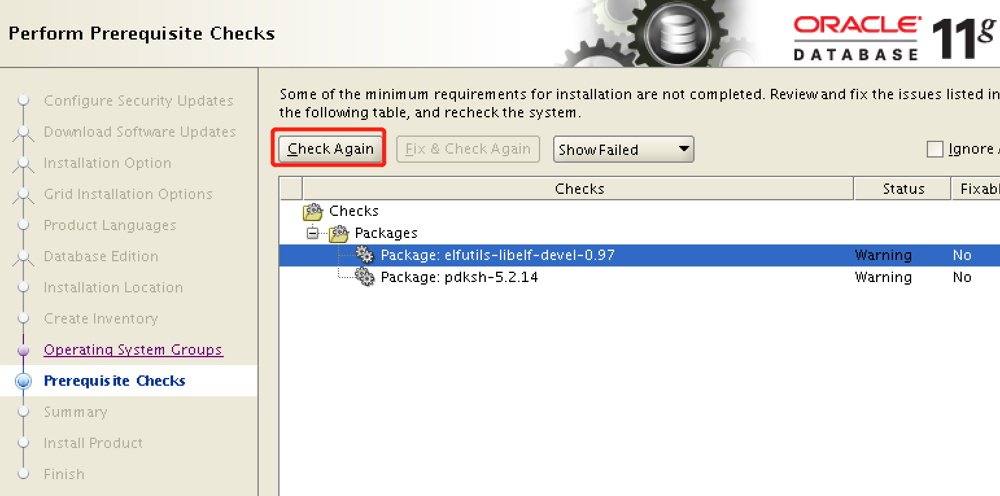 Perform Prerequisite Checks
ORACLE
DATABASE
11g
Configure Security Updates
Download Software Updates
Installation Option
Grid Installation Options
Product Languages
Database Edition
Installation Location
Create Inventory
Operating System Groups
Prerequisite Checks
Summary
Install Product
Finish
Some of the minimum requirements for installation are not completed. Review and fix the issues listed in
the following table, and recheck the system.
Check Again Fix & Check Again Show Failed Ignore
Checks Status Fixabl
Checks
Packages
Package: elfutils-libelf-devel-0.97 Warning No
Package: pdksh-5.2.14 Warning No